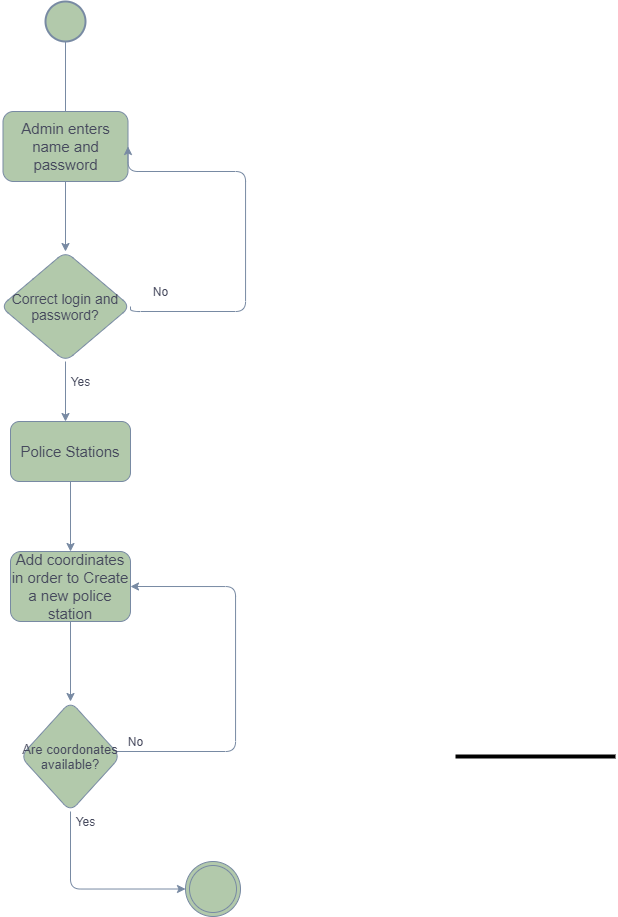 Admin enters
name and
password
Correct login and
password?
No
Yes
Police Stations
Add coordinates
in order to Create
a new police
station
Are coordonates
available?
No
Yes